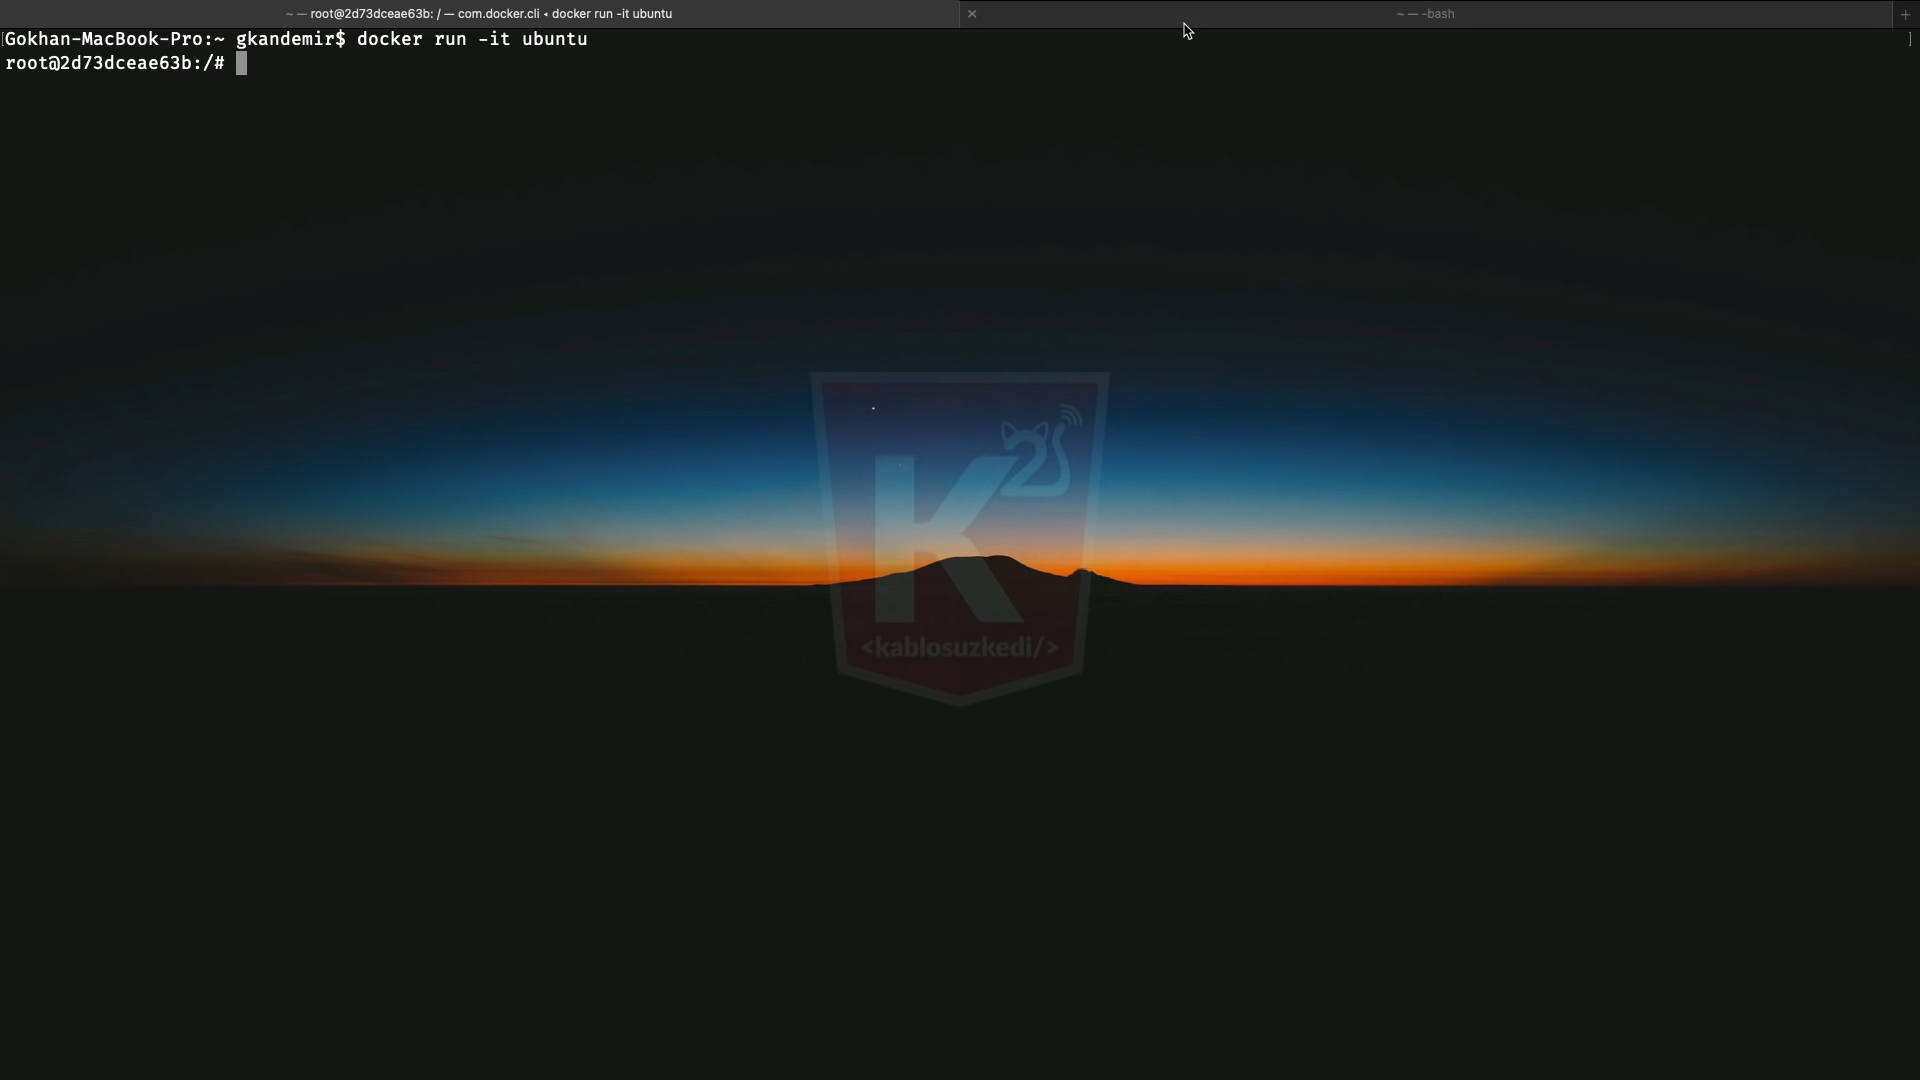 ~ — root@2d73dceae63b: / — com.docker.cli ◂ docker run -it ubuntu
~ — -bash
Gokhan-MacBook-Pro:~ gkandemir$ docker run -it ubuntu
root@2d73dceae63b:/#
K2
<kablosuzkedi/>